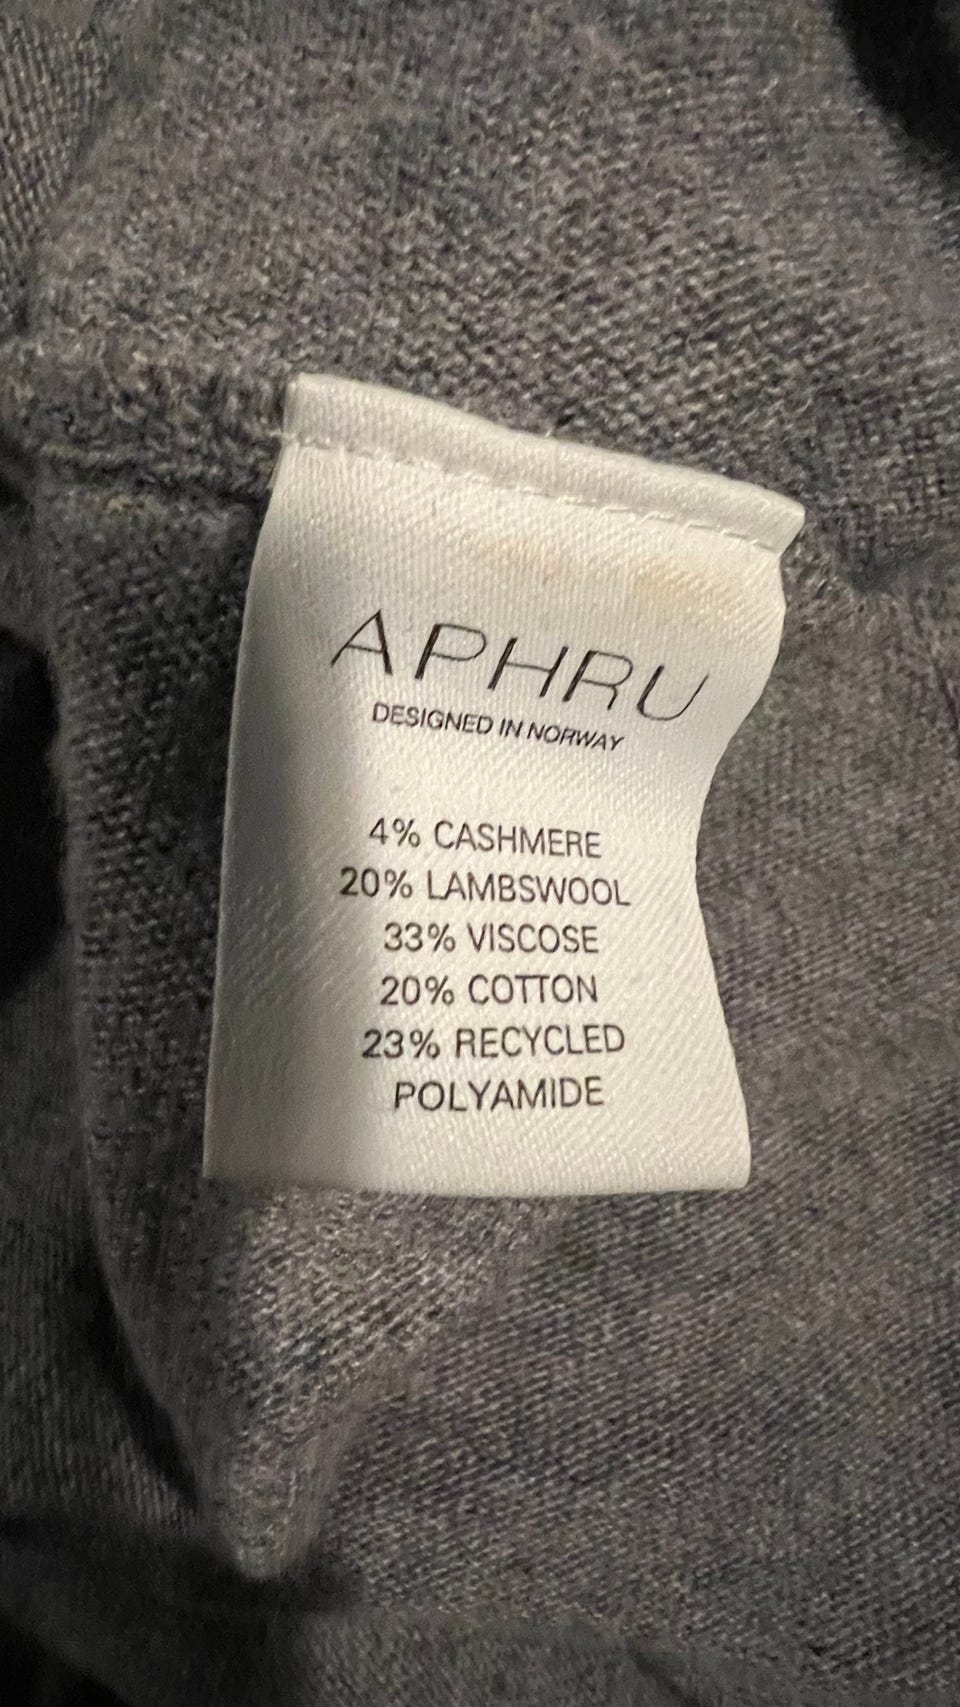 APHRU
DESIGNED IN NORWAY
4% CASHMERE
20% LAMBSWOOL
33% VISCOSE
20% COTTON
23% RECYCLED
POLYAMIDE